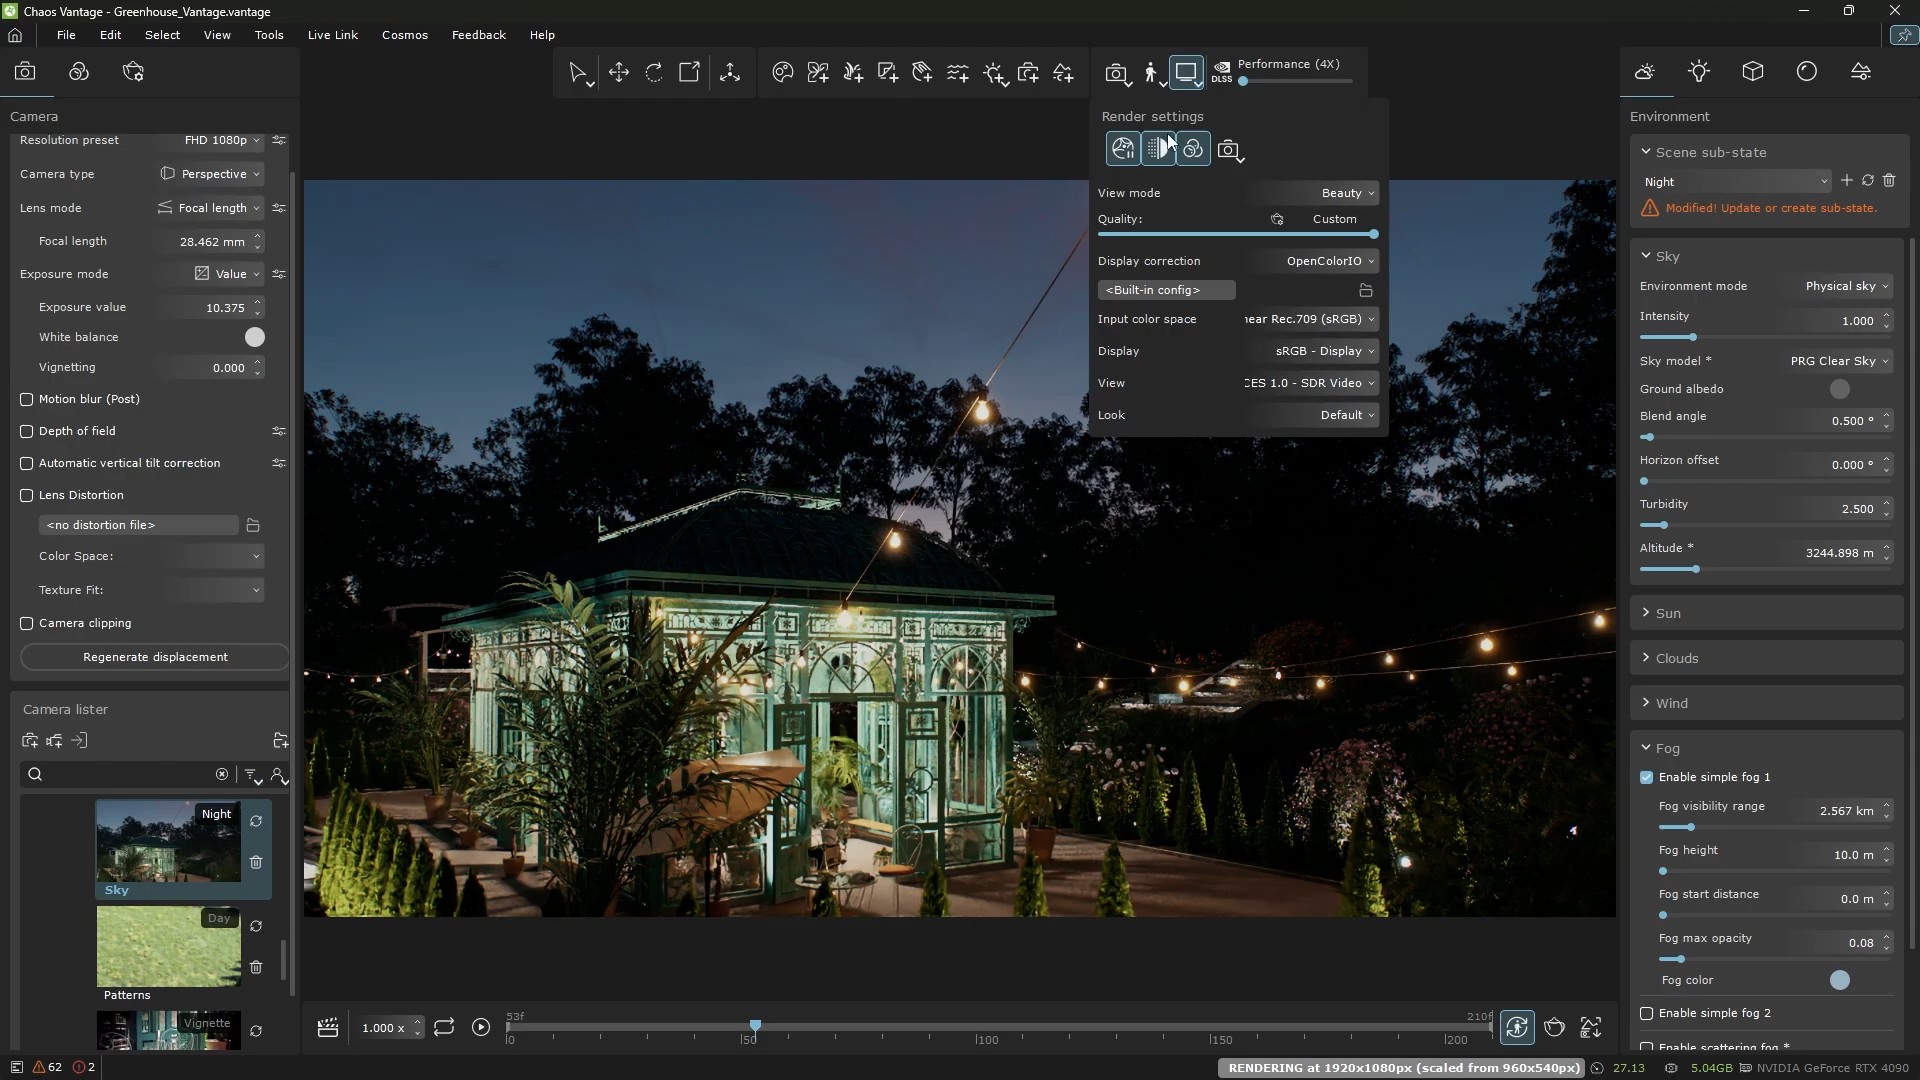 Chaos Vantage - Greenhouse_Vantage.vantage
File Edit Select View Tools Live Link Cosmos Feedback Help
DLSS Performance (4X)
Camera
Resolution preset FHD 1080p
Camera type Perspective
Lens mode Focal length
Focal length 28.462 mm
Exposure mode Value
Exposure value 10.375
White balance
Vignetting 0.000
Motion blur (Post)
Depth of field
Automatic vertical tilt correction
Lens Distortion
<no distortion file>
Color Space:
Texture Fit:
Camera clipping
Regenerate displacement
Camera lister
Night
Sky
Day
Patterns
Vignette
Render settings
View mode Beauty
Quality: Custom
Display correction OpenColorIO
<Built-in config>
Input color space near Rec.709 (sRGB)
Display sRGB - Display
View CES 1.0 - SDR Video
Look Default
Environment
Scene sub-state
Night
Modified! Update or create sub-state.
Sky
Environment mode Physical sky
Intensity 1.000
Sky model * PRG Clear Sky
Ground albedo
Blend angle 0.500 °
Horizon offset 0.000 °
Turbidity 2.500
Altitude * 3244.898 m
Sun
Clouds
Wind
Fog
Enable simple fog 1
Fog visibility range 2.567 km
Fog height 10.0 m
Fog start distance 0.0 m
Fog max opacity 0.08
Fog color
Enable simple fog 2
Enable scattering fog *
1.000 x
53f 210f
0 50 100 150 200
62 2
RENDERING at 1920x1080px (scaled from 960x540px) 27.13 5.04GB NVIDIA GeForce RTX 4090